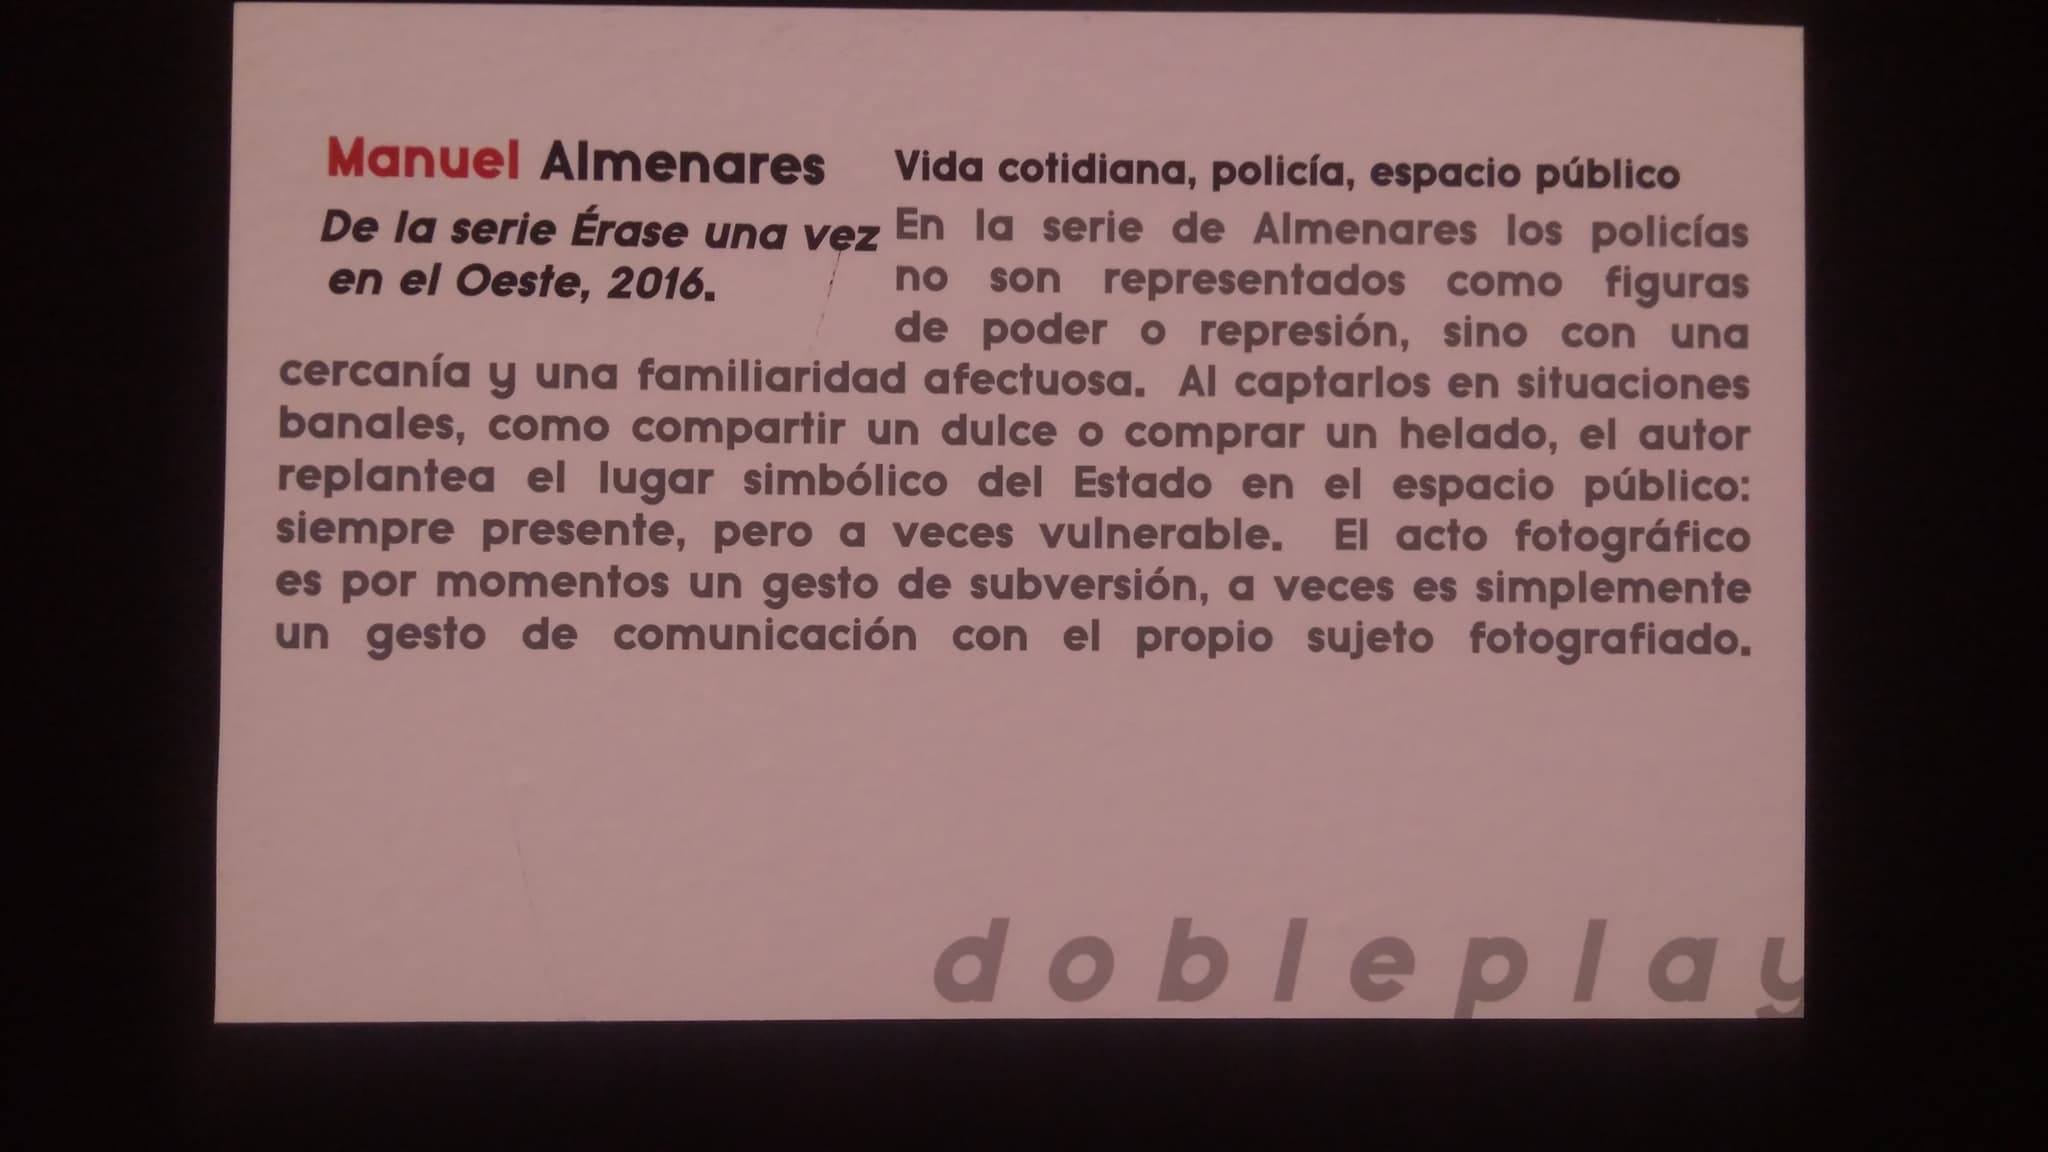 Manuel Almenares
De la serie Érase una vez
en el Oeste, 2016.
Vida cotidiana, policía, espacio público
En la serie de Almenares los policías
no son representados como figuras
de poder o represión, sino con una
cercanía y una familiaridad afectuosa. Al captarlos en situaciones
banales, como compartir un dulce o comprar un helado, el autor
replantea el lugar simbólico del Estado en el espacio público:
siempre presente, pero a veces vulnerable. El acto fotográfico
es por momentos un gesto de subversión, a veces es simplemente
un gesto de comunicación con el propio sujeto fotografiado.
dobleplay